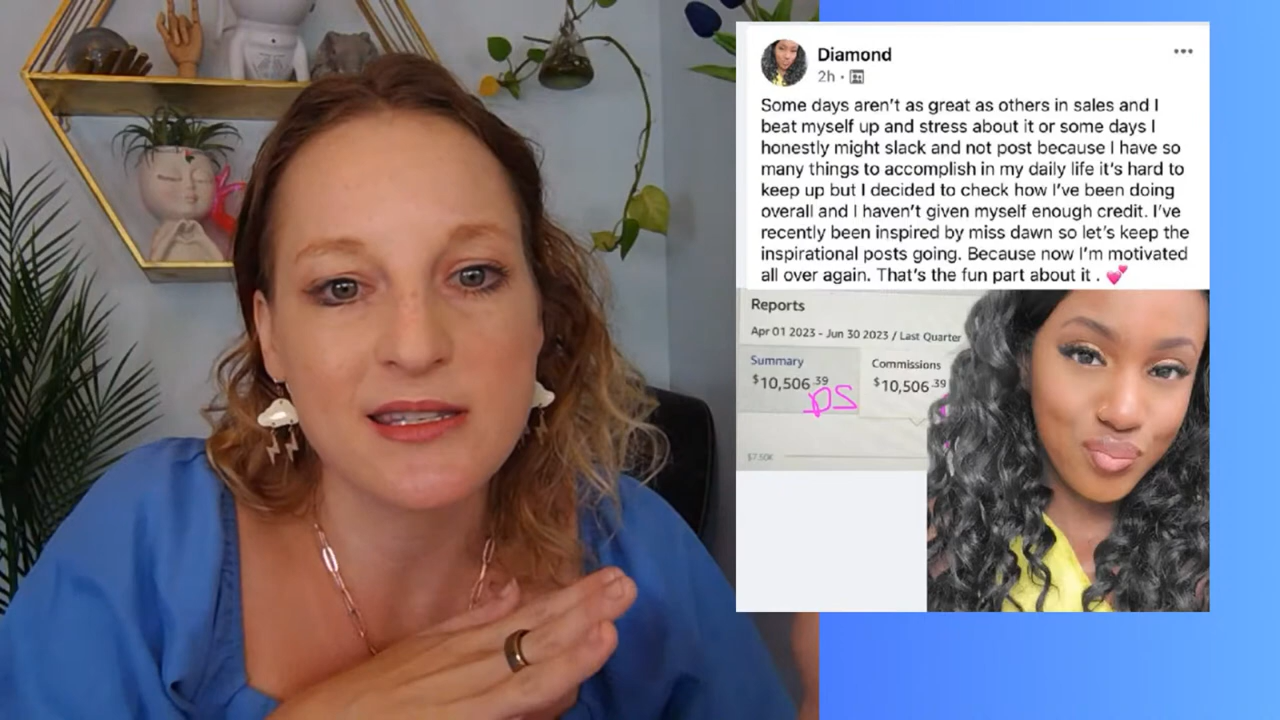 Diamond
2h ·
Some days aren't as great as others in sales and I
beat myself up and stress about it or some days I
honestly might slack and not post because I have so
many things to accomplish in my daily life it's hard to
keep up but I decided to check how I've been doing
overall and I haven't given myself enough credit. I've
recently been inspired by miss dawn so let's keep the
inspirational posts going. Because now I'm motivated
all over again. That's the fun part about it . 💕
Reports
Apr 01 2023 - Jun 30 2023 / Last Quarter
Summary
$10,506.39
Commissions
$10,506.39
DS
$7.50K